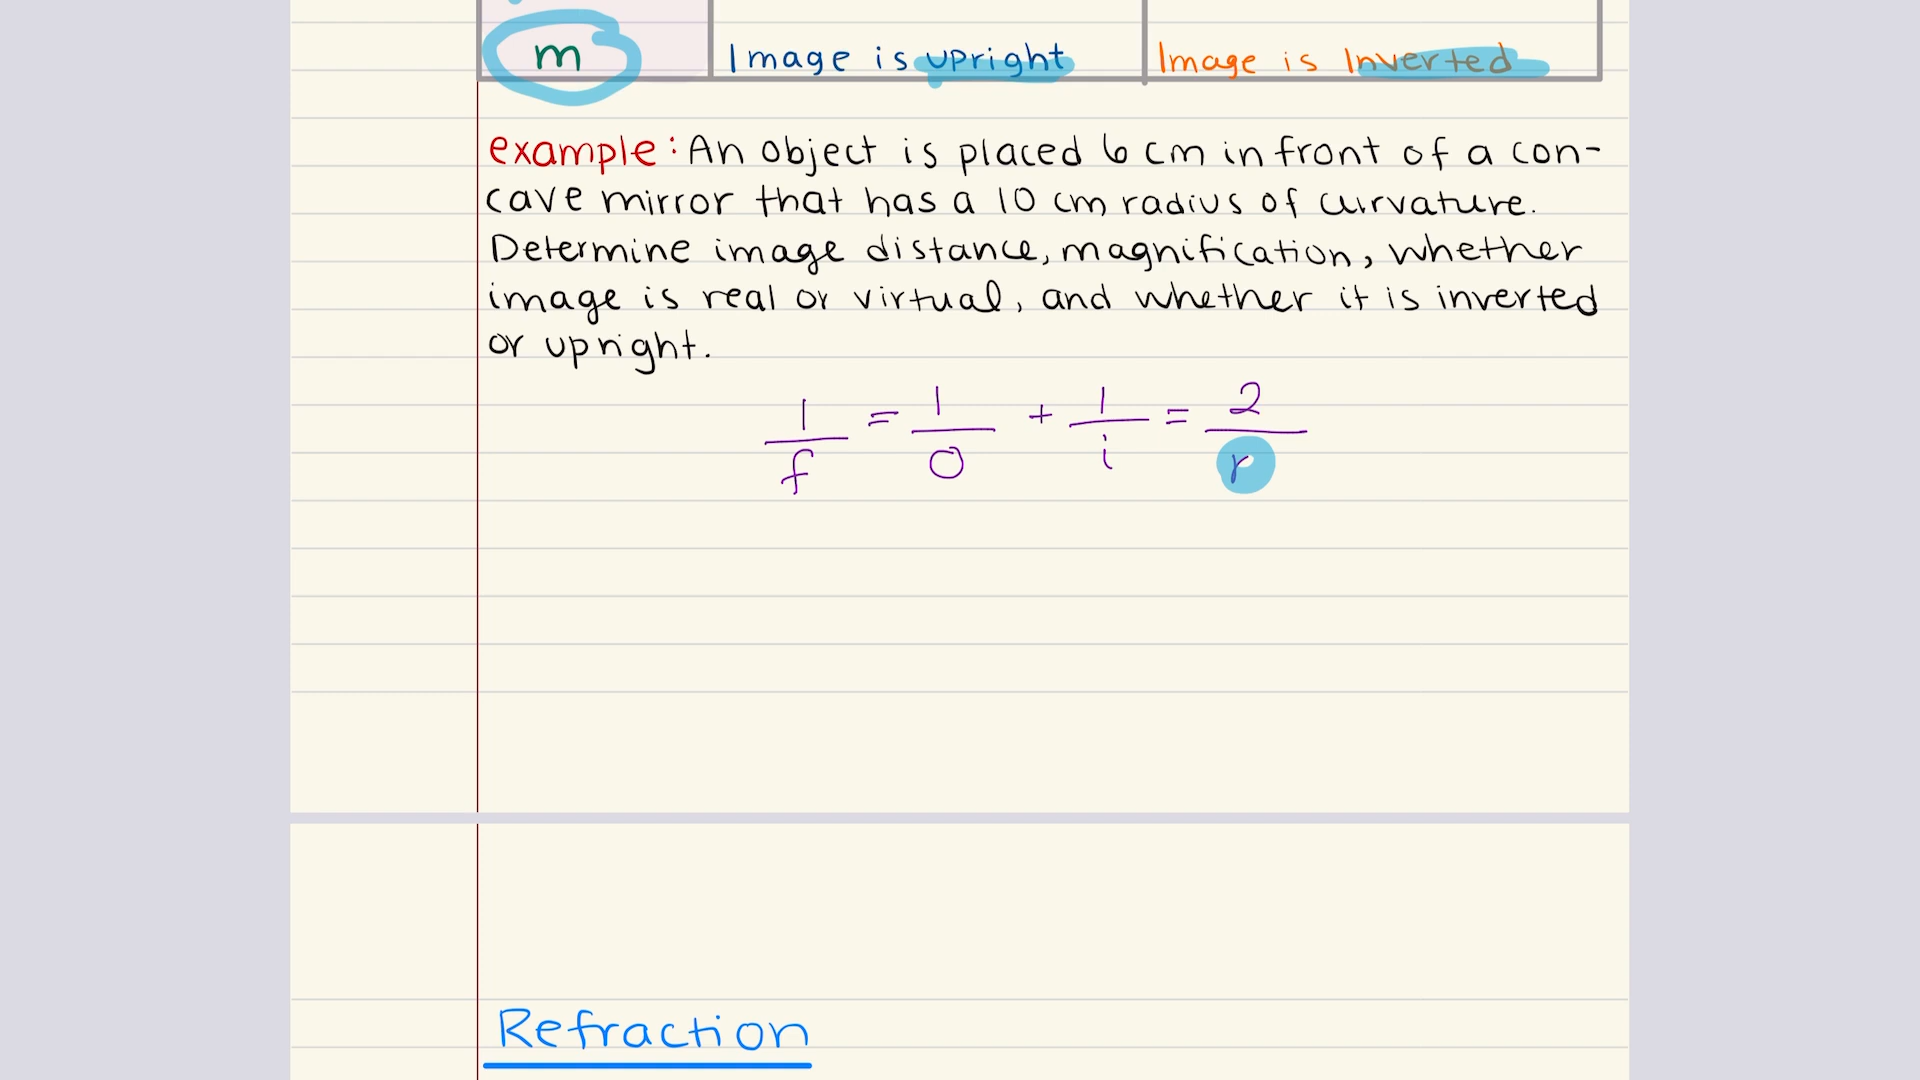 m Image is upright Image is Inverted
example: An object is placed 6 cm in front of a con-
cave mirror that has a 10 cm radius of curvature.
Determine image distance, magnification, whether
image is real or virtual, and whether it is inverted
or upright.
1/f = 1/o + 1/i = 2/r
Refraction